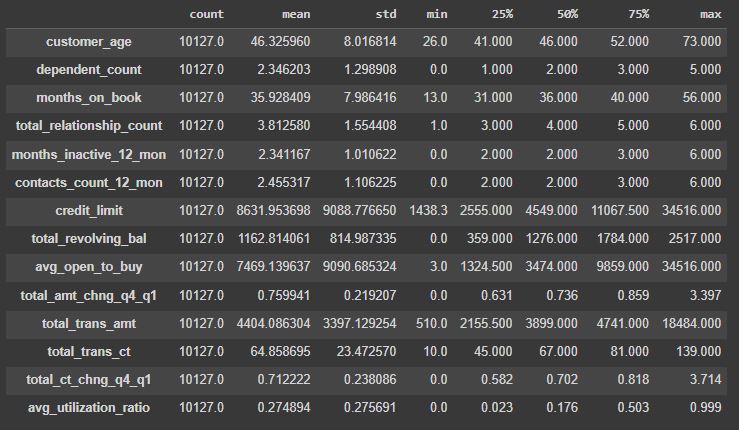 count mean std min 25% 50% 75% max
customer_age 10127.0 46.325960 8.016814 26.0 41.000 46.000 52.000 73.000
dependent_count 10127.0 2.346203 1.298908 0.0 1.000 2.000 3.000 5.000
months_on_book 10127.0 35.928409 7.986416 13.0 31.000 36.000 40.000 56.000
total_relationship_count 10127.0 3.812580 1.554408 1.0 3.000 4.000 5.000 6.000
months_inactive_12_mon 10127.0 2.341167 1.010622 0.0 2.000 2.000 3.000 6.000
contacts_count_12_mon 10127.0 2.455317 1.106225 0.0 2.000 2.000 3.000 6.000
credit_limit 10127.0 8631.953698 9088.776650 1438.3 2555.000 4549.000 11067.500 34516.000
total_revolving_bal 10127.0 1162.814061 814.987335 0.0 359.000 1276.000 1784.000 2517.000
avg_open_to_buy 10127.0 7469.139637 9090.685324 3.0 1324.500 3474.000 9859.000 34516.000
total_amt_chng_q4_q1 10127.0 0.759941 0.219207 0.0 0.631 0.736 0.859 3.397
total_trans_amt 10127.0 4404.086304 3397.129254 510.0 2155.500 3899.000 4741.000 18484.000
total_trans_ct 10127.0 64.858695 23.472570 10.0 45.000 67.000 81.000 139.000
total_ct_chng_q4_q1 10127.0 0.712222 0.238086 0.0 0.582 0.702 0.818 3.714
avg_utilization_ratio 10127.0 0.274894 0.275691 0.0 0.023 0.176 0.503 0.999